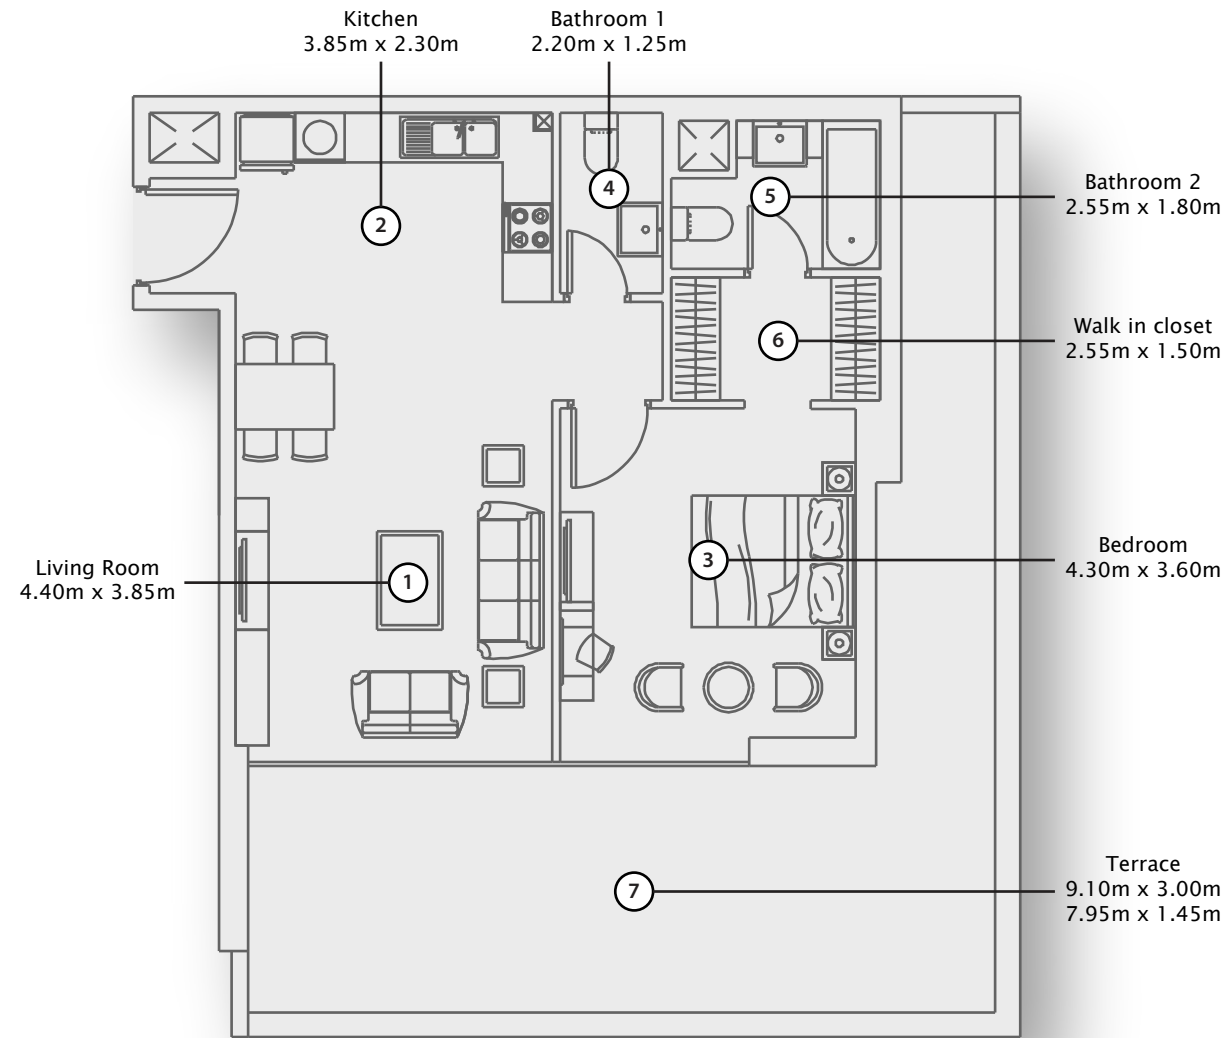 Kitchen
3.85m x 2.30m
Bathroom 1
2.20m x 1.25m
4
5
Bathroom 2
2.55m x 1.80m
2
6
Walk in closet
2.55m x 1.50m
3
Bedroom
4.30m x 3.60m
Living Room
4.40m x 3.85m
1
7
Terrace
9.10m x 3.00m
7.95m x 1.45m